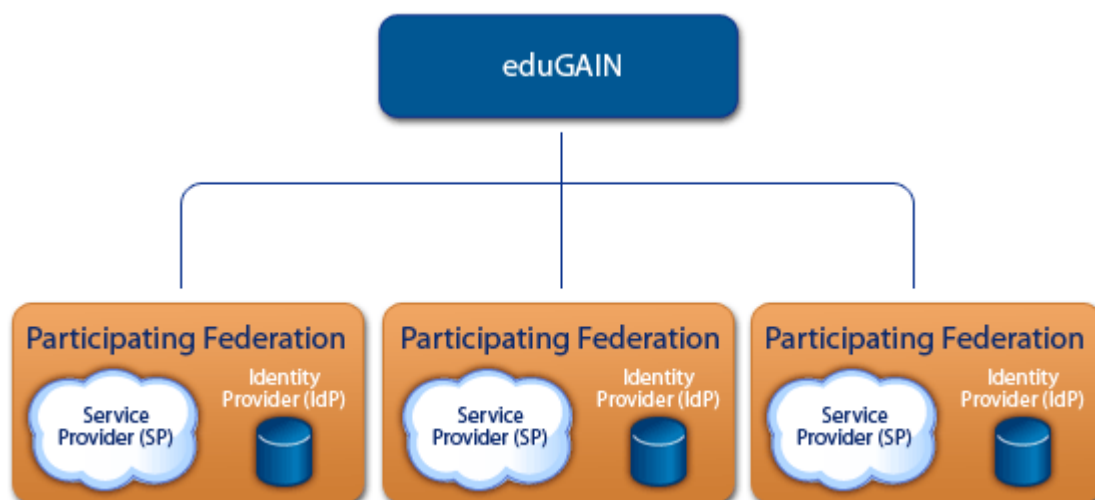 eduGAIN
Participating Federation
Service
Provider (SP)
Identity
Provider (IdP)
Participating Federation
Service
Provider (SP)
Identity
Provider (IdP)
Participating Federation
Service
Provider (SP)
Identity
Provider (IdP)